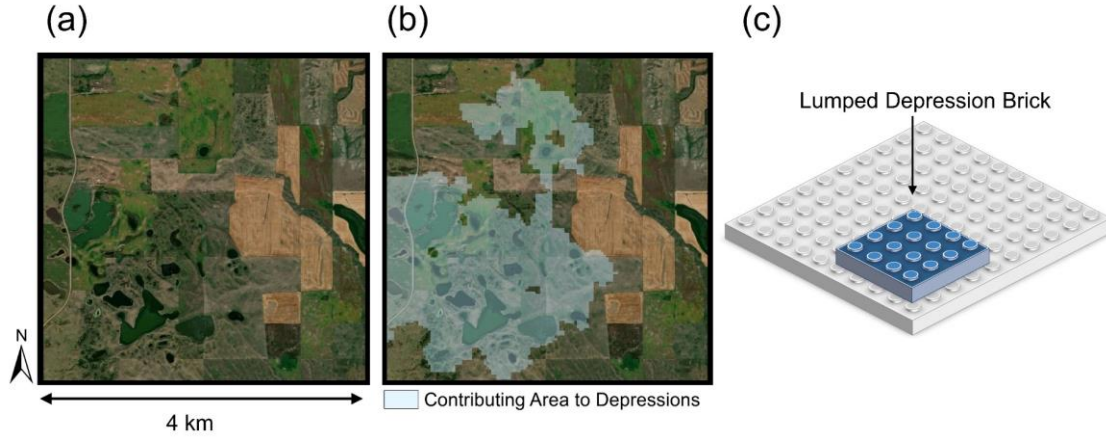 (a)
(b)
(c)
Lumped Depression Brick
N
Contributing Area to Depressions
4 km